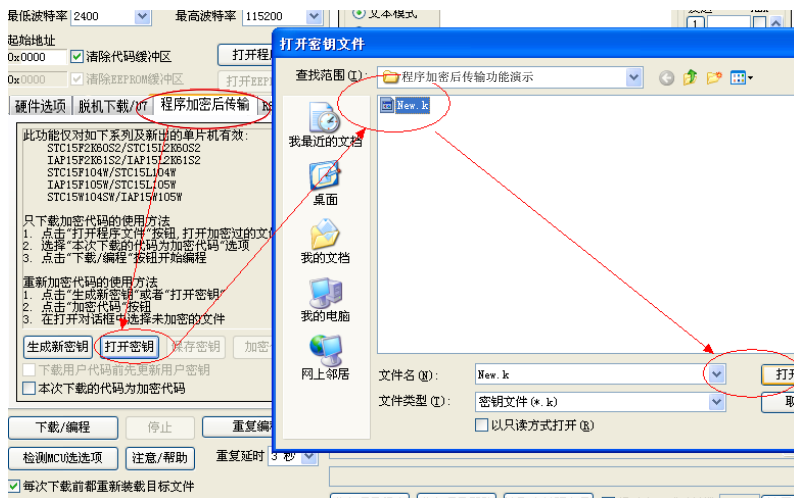 最低波特率 2400 最高波特率 115200
文本模式
起始地址
0x0000 清除代码缓冲区 打开程
0x0000 清除EEPROM缓冲区 打开EEP
硬件选项 脱机下载/U7 程序加密后传输
此功能仅对如下系列及新出的单片机有效:
STC15F2K60S2/STC15L2K60S2
IAP15F2K61S2/IAP15L2K61S2
STC15F104W/STC15L104W
IAP15F105W/STC15L105W
STC15W104SW/IAP15W105W
只下载加密代码的使用方法
1. 点击"打开程序文件"按钮,打开加密过的文
2. 选择"本次下载的代码为加密代码"选项
3. 点击"下载/编程"按钮开始编程
重新加密代码的使用方法
1. 点击"生成新密钥"或者"打开密钥"
2. 点击"加密代码"按钮
3. 在打开对话框中选择未加密的文件
生成新密钥 打开密钥 保存密钥 加密
下载用户代码前先更新用户密钥
本次下载的代码为加密代码
下载/编程 停止 重复编
检测MCU选选项 注意/帮助 重复延时 3 秒
每次下载前都重新装载目标文件
打开密钥文件
查找范围(I): 程序加密后传输功能演示
New.k
我最近的文档
桌面
我的文档
我的电脑
网上邻居
文件名(N): New.k 打开
文件类型(T): 密钥文件(*.k) 取
以只读方式打开(R)